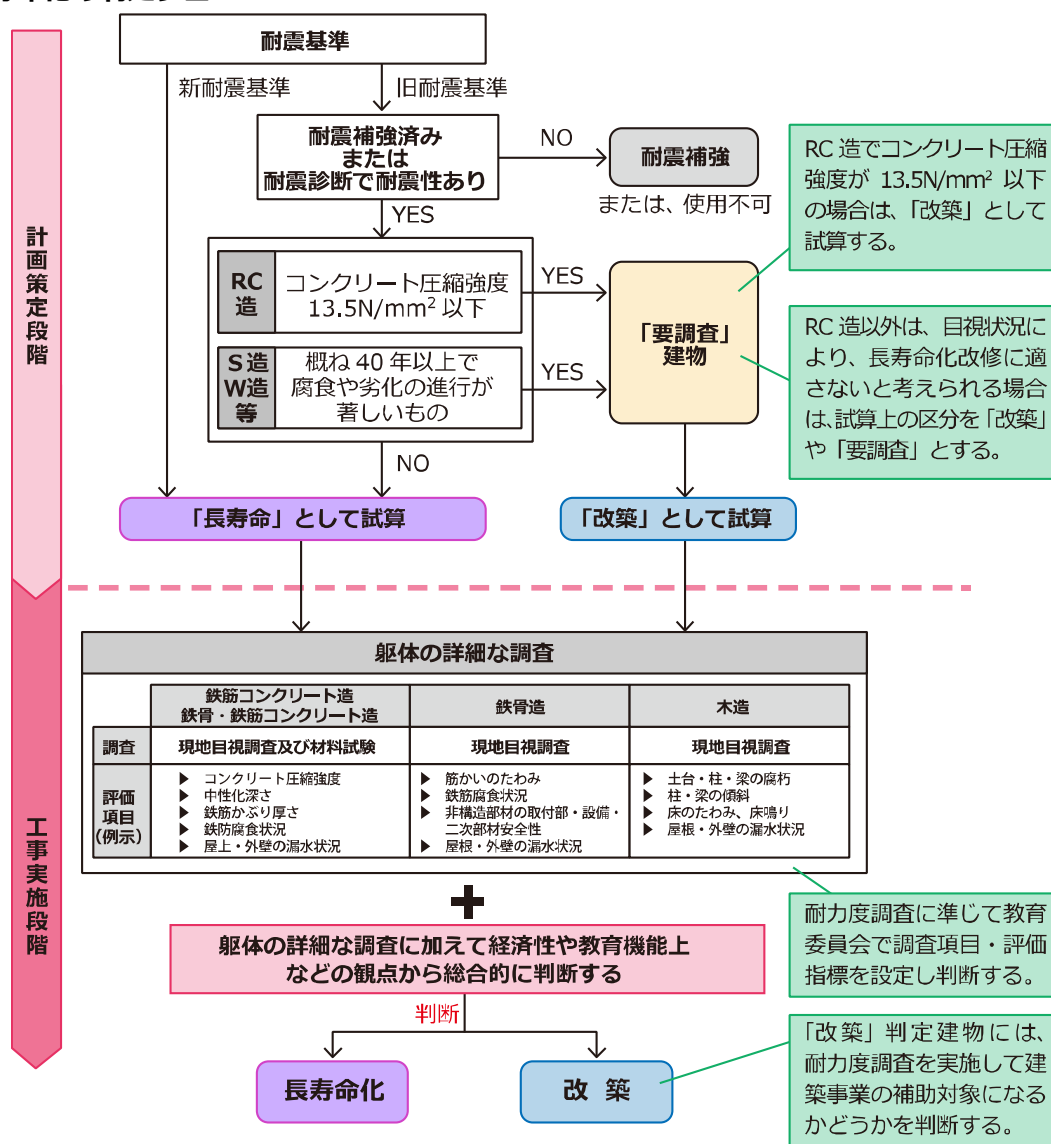 耐震基準
新耐震基準
旧耐震基準
耐震補強済み
または
耐震診断で耐震性あり
NO
耐震補強
または、使用不可
YES
RC
造
コンクリート圧縮強度
13.5N/mm² 以下
YES
S造
W造
等
概ね 40 年以上で
腐食や劣化の進行が
著しいもの
YES
「要調査」
建物
NO
「長寿命」として試算
「改築」として試算
RC 造でコンクリート圧縮
強度が 13.5N/mm² 以下
の場合は、「改築」として
試算する。
RC 造以外は、目視状況に
より、長寿命化改修に適
さないと考えられる場合
は、試算上の区分を「改築」
や「要調査」とする。
計画策定段階
躯体の詳細な調査
鉄筋コンクリート造
鉄骨・鉄筋コンクリート造
鉄骨造
木造
調査
現地目視調査及び材料試験
現地目視調査
現地目視調査
評価
項目
(例示)
▶ コンクリート圧縮強度
▶ 中性化深さ
▶ 鉄筋かぶり厚さ
▶ 鉄防腐食状況
▶ 屋上・外壁の漏水状況
▶ 筋かいのたわみ
▶ 鉄筋腐食状況
▶ 非構造部材の取付部・設備・
二次部材安全性
▶ 屋根・外壁の漏水状況
▶ 土台・柱・梁の腐朽
▶ 柱・梁の傾斜
▶ 床のたわみ、床鳴り
▶ 屋根・外壁の漏水状況
耐力度調査に準じて教育
委員会で調査項目・評価
指標を設定し判断する。
工事実施段階
+
躯体の詳細な調査に加えて経済性や教育機能上
などの観点から総合的に判断する
判断
長寿命化
改 築
「改築」判定建物には、
耐力度調査を実施して建
築事業の補助対象になる
かどうかを判断する。